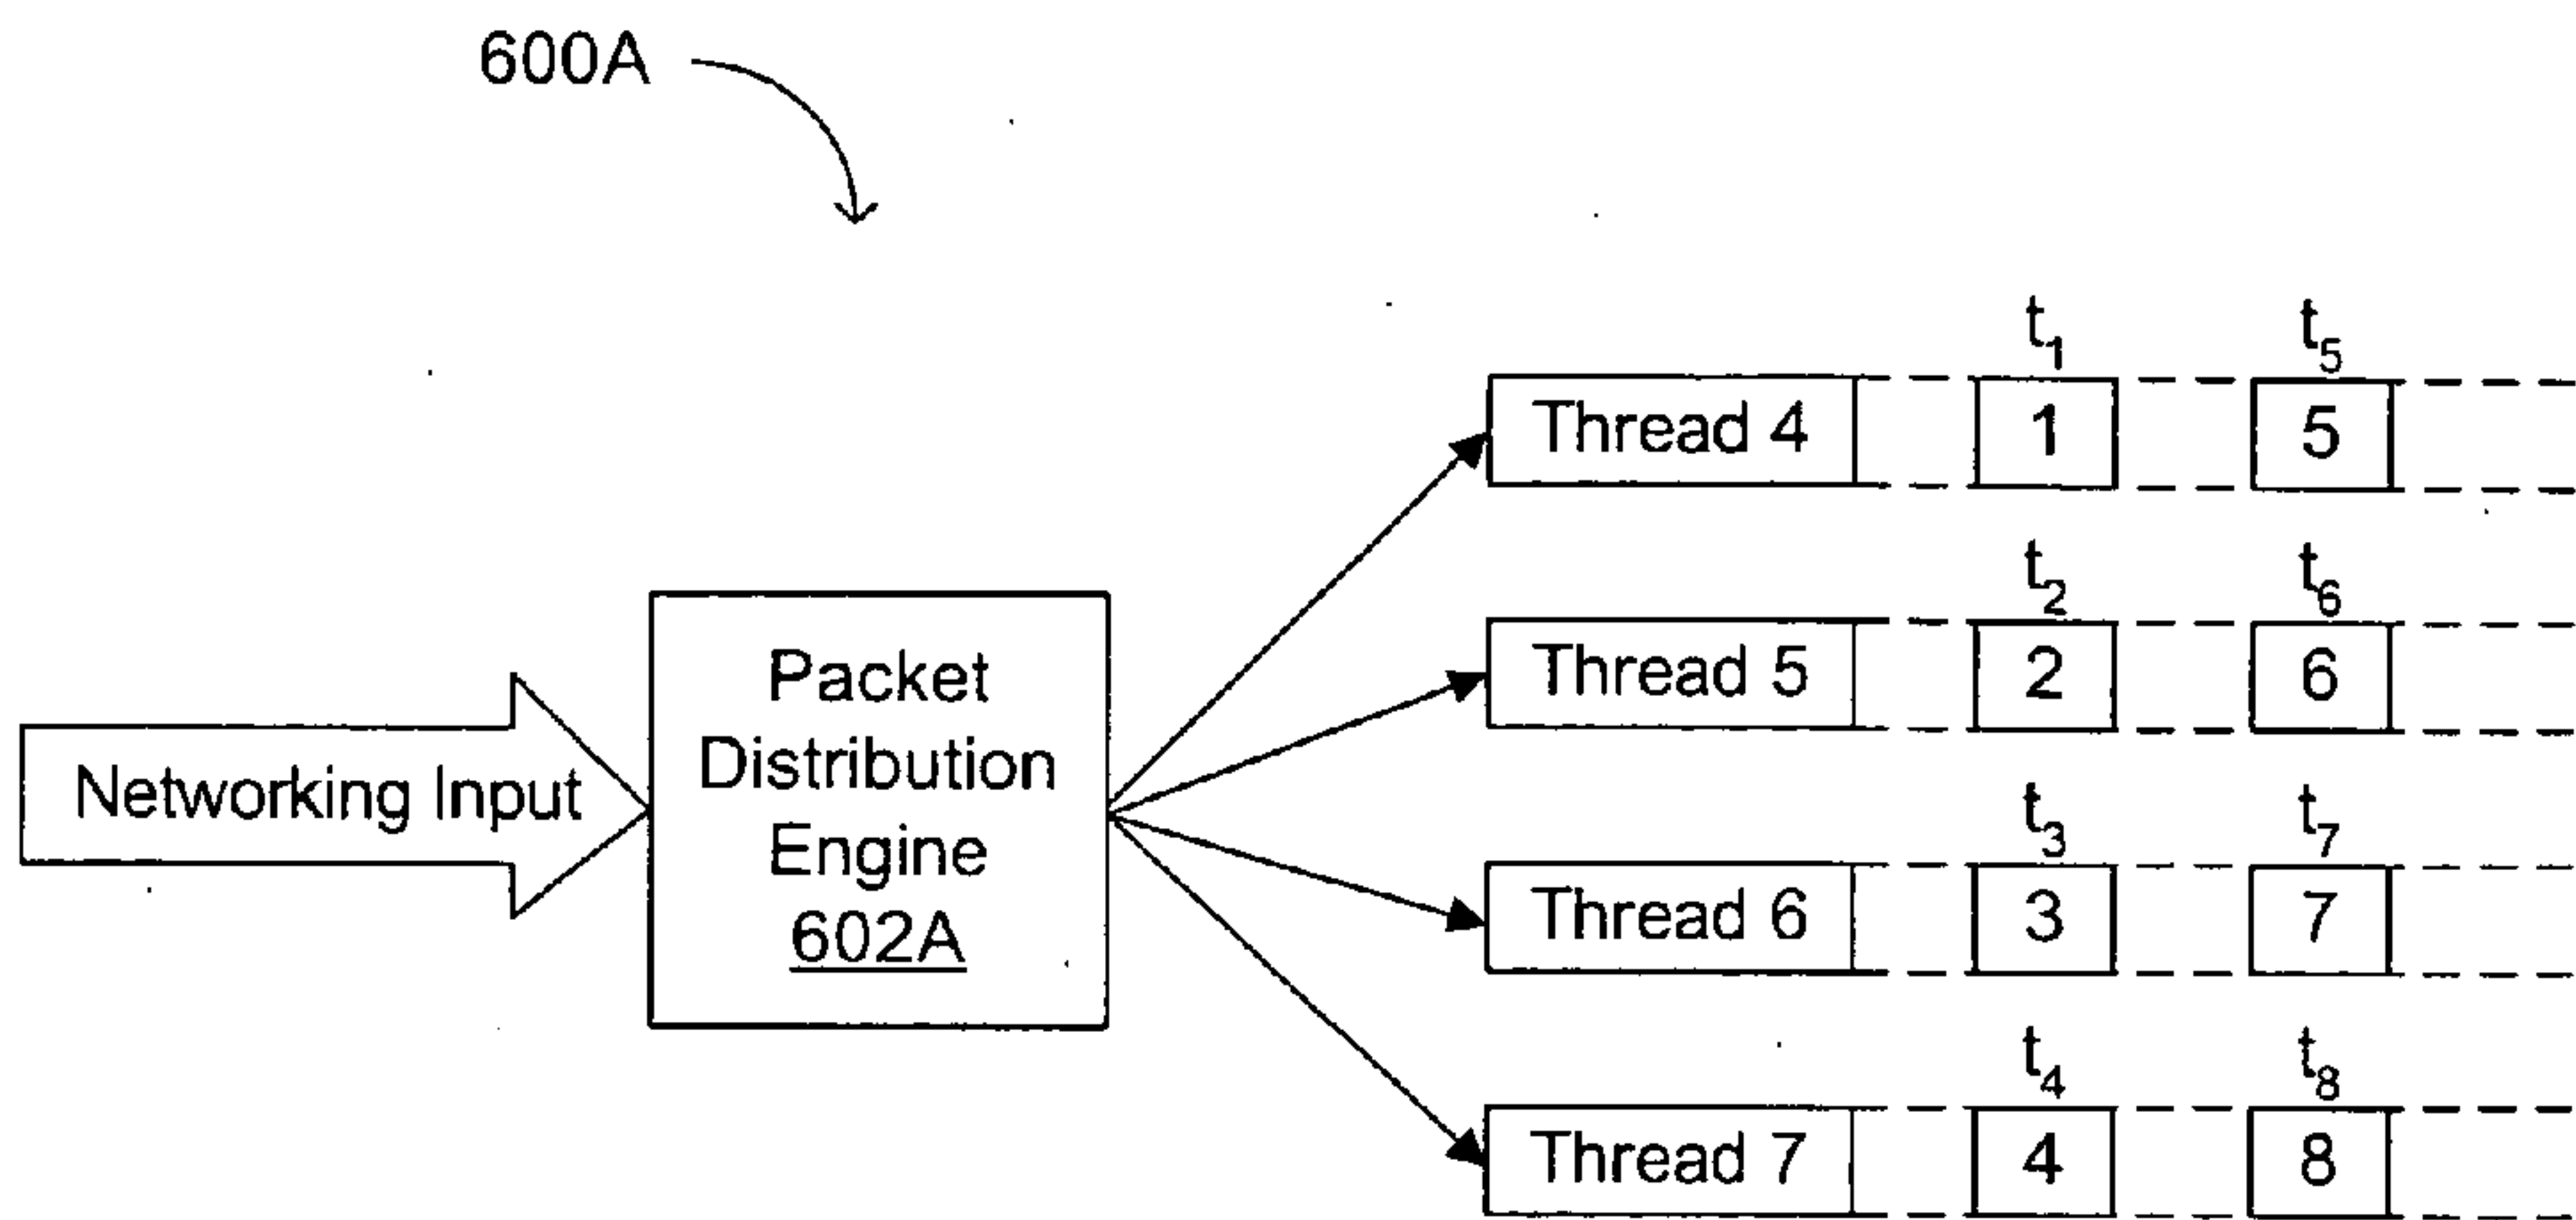 600A
t1 t5
Thread 4 1 5
t2 t6
Thread 5 2 6
Packet
Distribution
Engine
602A
Networking Input
t3 t7
Thread 6 3 7
t4 t8
Thread 7 4 8